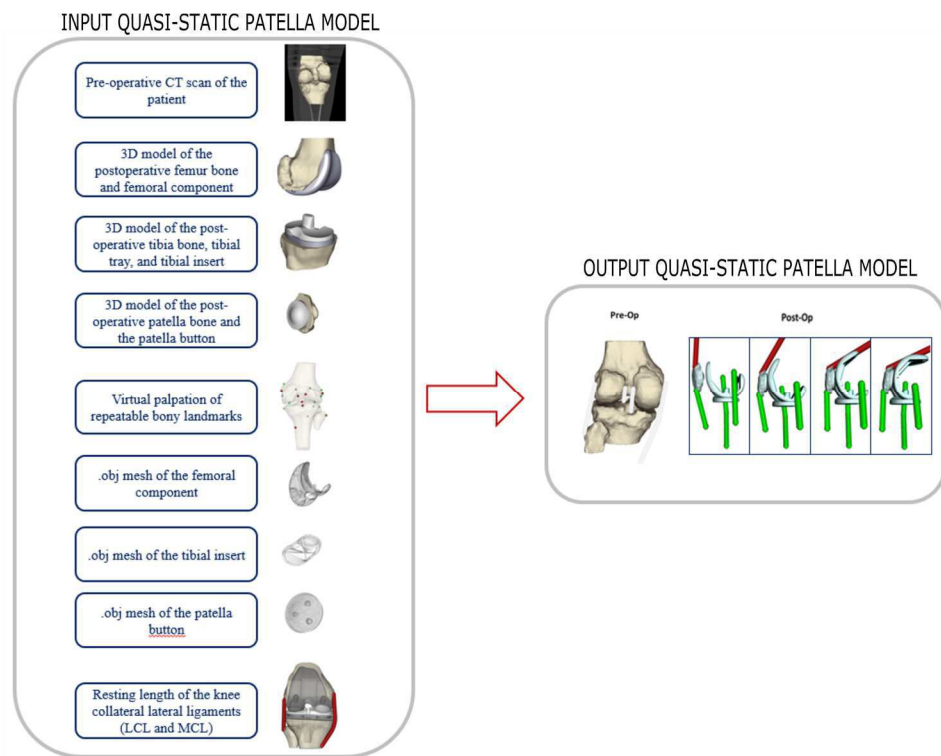 INPUT QUASI-STATIC PATELLA MODEL
Pre-operative CT scan of the
patient
3D model of the
postoperative femur bone
and femoral component
3D model of the post-
operative tibia bone, tibial
tray, and tibial insert
3D model of the post-
operative patella bone and
the patella button
Virtual palpation of
repeatable bony landmarks
.obj mesh of the femoral
component
.obj mesh of the tibial insert
.obj mesh of the patella
button
Resting length of the knee
collateral lateral ligaments
(LCL and MCL)
OUTPUT QUASI-STATIC PATELLA MODEL
Pre-Op
Post-Op